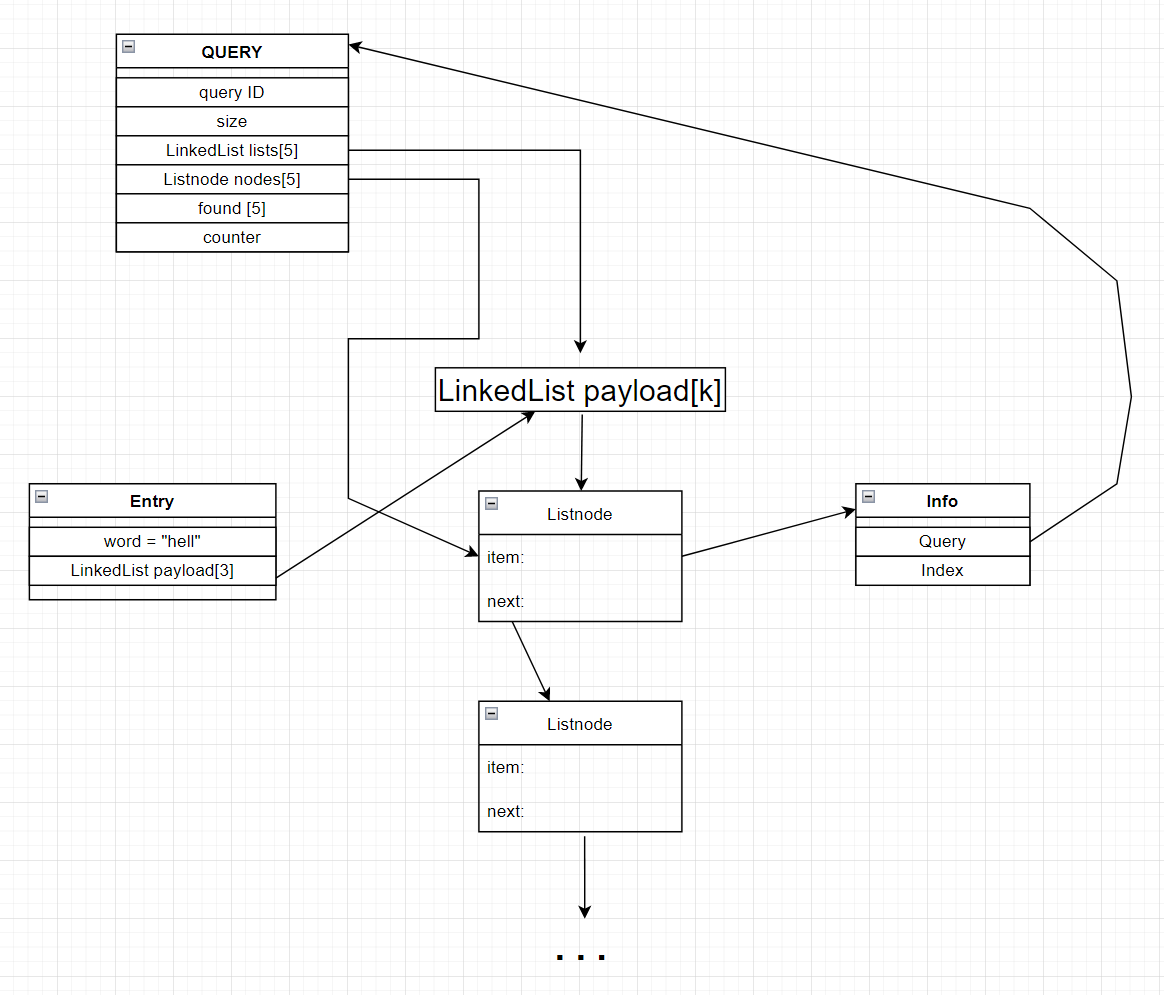 QUERY
query ID
size
LinkedList lists[5]
Listnode nodes[5]
found [5]
counter
LinkedList payload[k]
Entry
word = "hell"
LinkedList payload[3]
Listnode
item:
next:
Info
Query
Index
Listnode
item:
next:
. . .